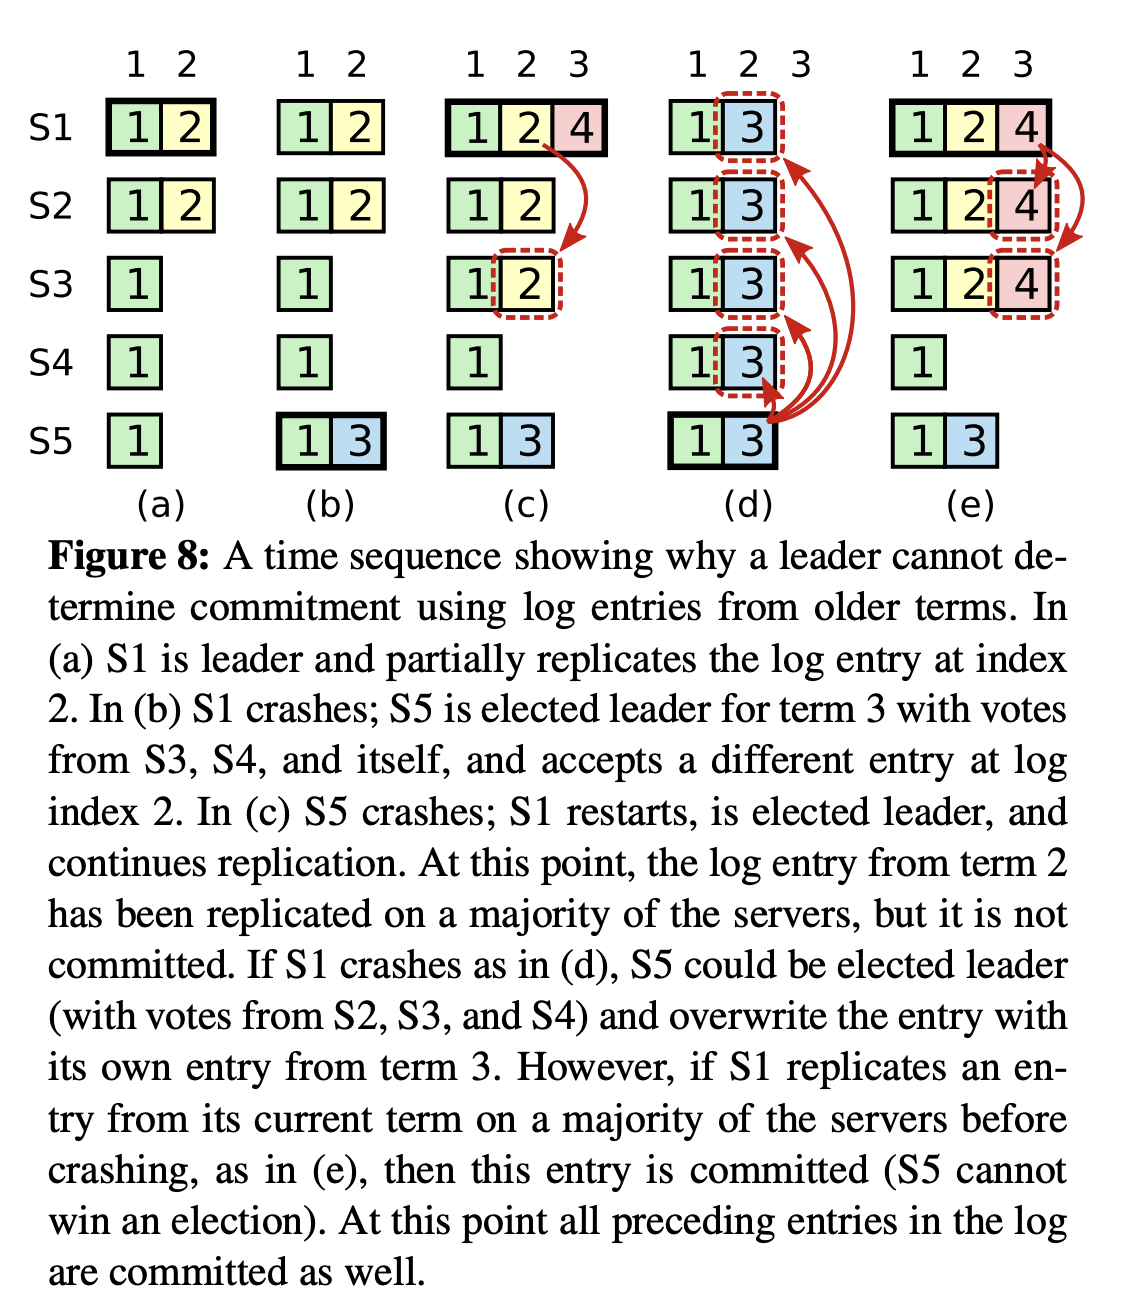 1 2 1 2 1 2 3 1 2 3 1 2 3
S1 1 2 1 2 1 2 4 1 3 1 2 4
S2 1 2 1 2 1 2 1 3 1 2 4
S3 1 1 1 2 1 3 1 2 4
S4 1 1 1 1 3 1
S5 1 1 3 1 3 1 3 1 3
(a) (b) (c) (d) (e)
Figure 8: A time sequence showing why a leader cannot de-
termine commitment using log entries from older terms. In
(a) S1 is leader and partially replicates the log entry at index
2. In (b) S1 crashes; S5 is elected leader for term 3 with votes
from S3, S4, and itself, and accepts a different entry at log
index 2. In (c) S5 crashes; S1 restarts, is elected leader, and
continues replication. At this point, the log entry from term 2
has been replicated on a majority of the servers, but it is not
committed. If S1 crashes as in (d), S5 could be elected leader
(with votes from S2, S3, and S4) and overwrite the entry with
its own entry from term 3. However, if S1 replicates an en-
try from its current term on a majority of the servers before
crashing, as in (e), then this entry is committed (S5 cannot
win an election). At this point all preceding entries in the log
are committed as well.